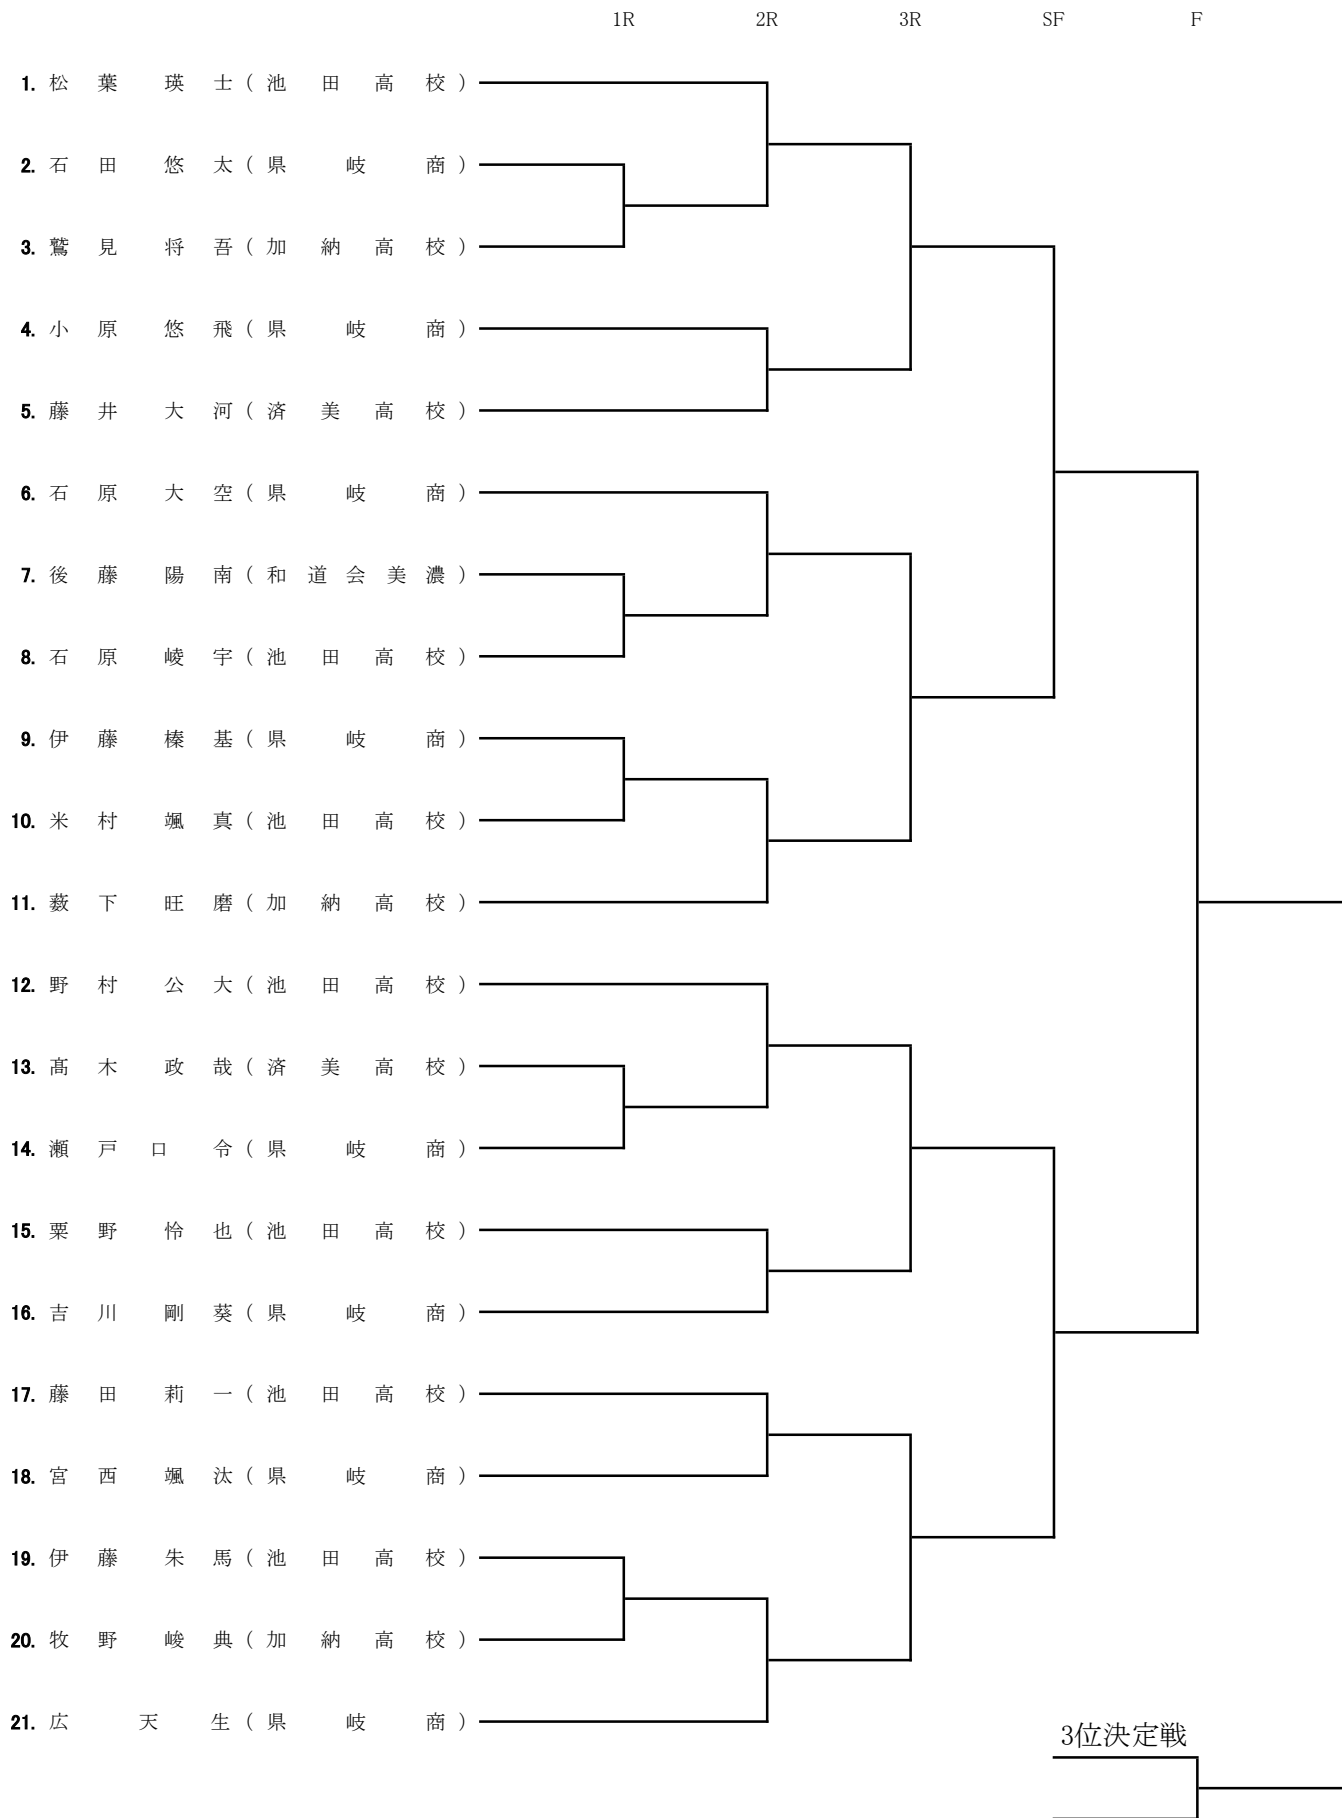 1R 2R 3R SF F
1. 松葉 瑛士(池田高校)
2. 石田 悠太(県岐商)
3. 鷲見 将吾(加納高校)
4. 小原 悠飛(県岐商)
5. 藤井 大河(済美高校)
6. 石原 大空(県岐商)
7. 後藤 陽南(和道会美濃)
8. 石原 崚宇(池田高校)
9. 伊藤 榛基(県岐商)
10. 米村 颯真(池田高校)
11. 薮下 旺磨(加納高校)
12. 野村 公大(池田高校)
13. 髙木 政哉(済美高校)
14. 瀬戸口 令(県岐商)
15. 粟野 怜也(池田高校)
16. 吉川 剛葵(県岐商)
17. 藤田 莉一(池田高校)
18. 宮西 颯汰(県岐商)
19. 伊藤 朱馬(池田高校)
20. 牧野 峻典(加納高校)
21. 広 天生(県岐商)
3位決定戦